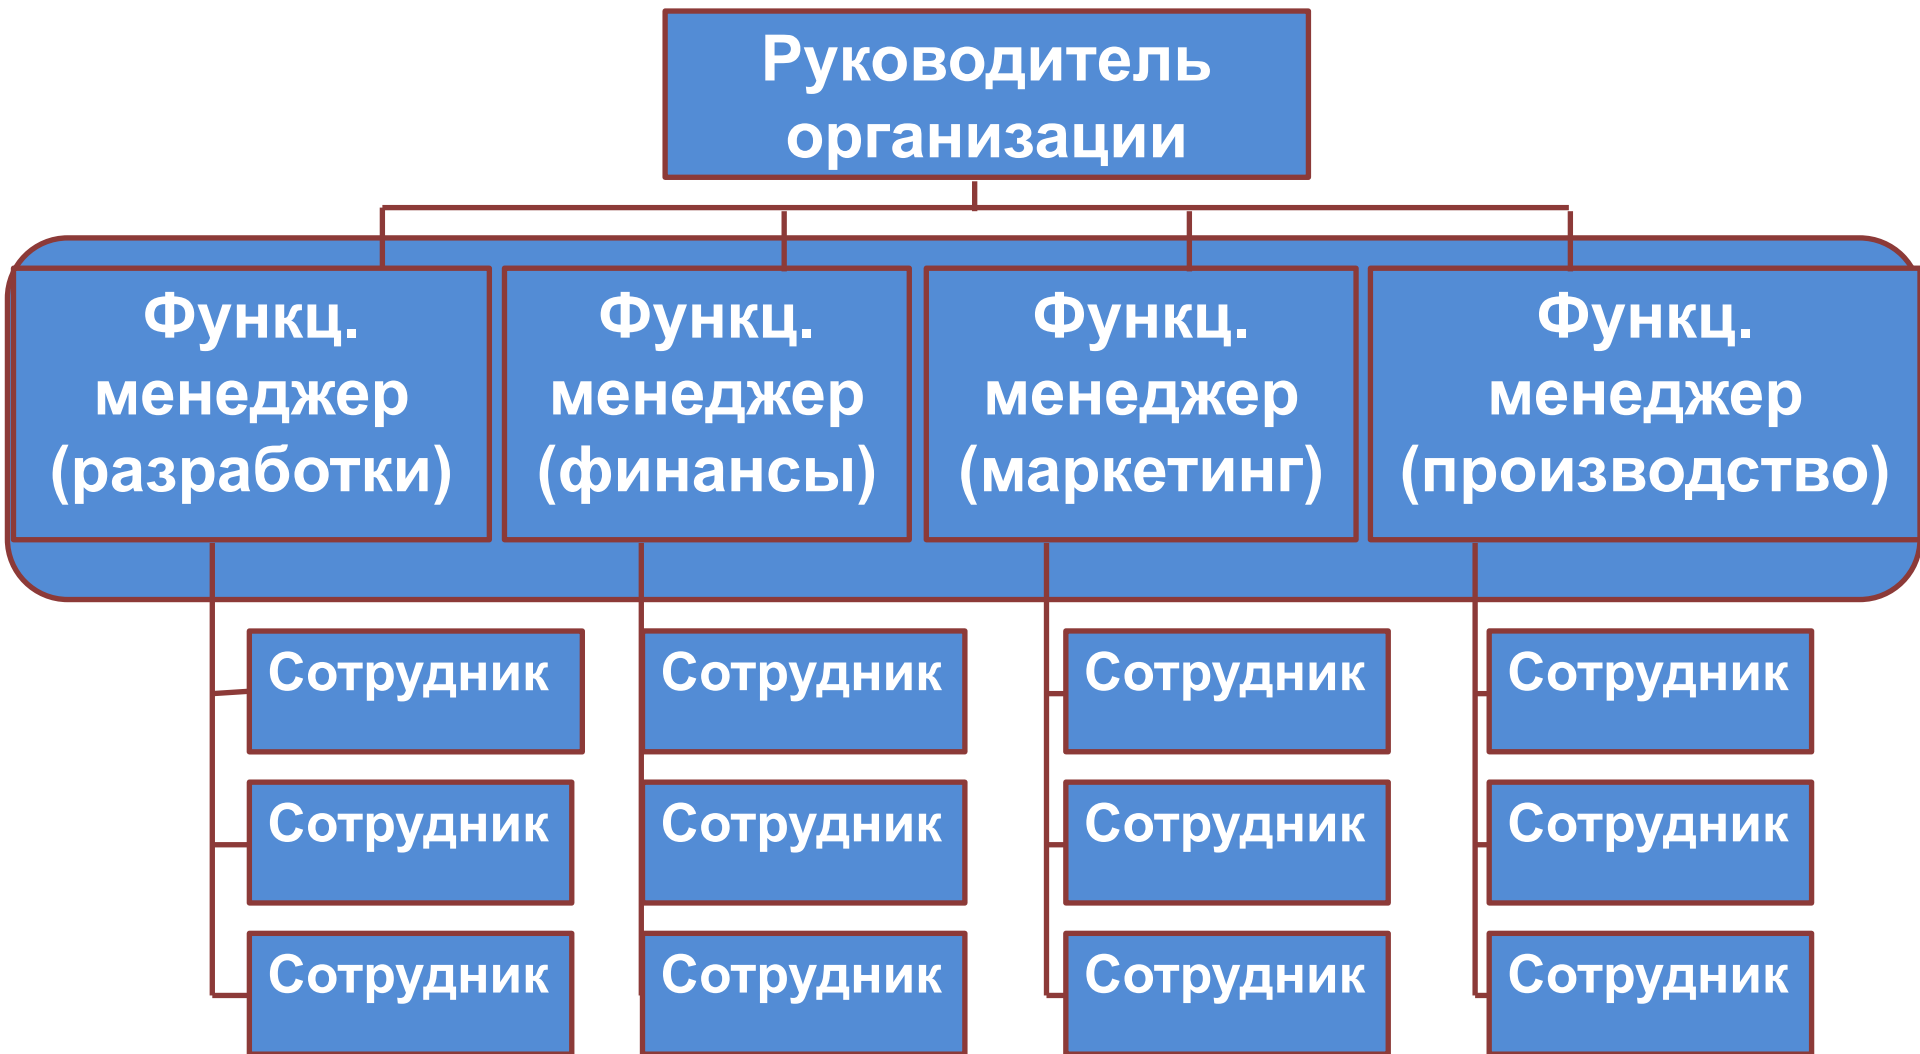 Руководитель
организации
Функц.
менеджер
(разработки)
Функц.
менеджер
(финансы)
Функц.
менеджер
(маркетинг)
Функц.
менеджер
(производство)
Сотрудник
Сотрудник
Сотрудник
Сотрудник
Сотрудник
Сотрудник
Сотрудник
Сотрудник
Сотрудник
Сотрудник
Сотрудник
Сотрудник